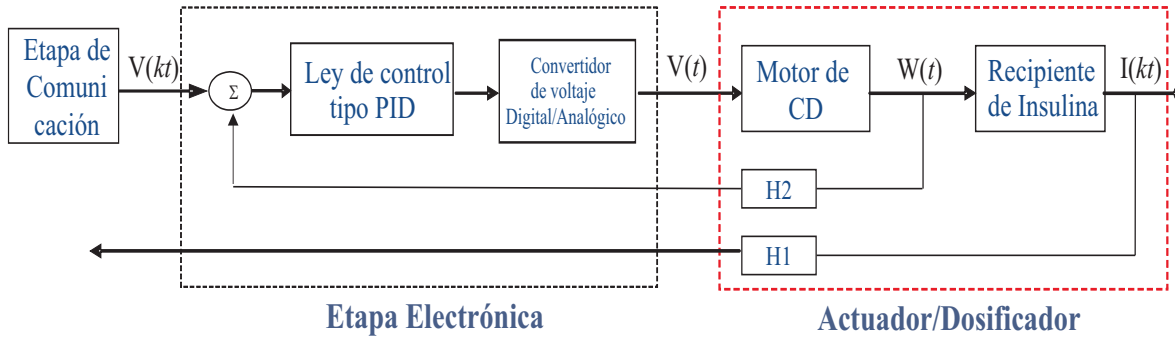 Etapa de
Comuni
cación
V(kt)
Σ
Ley de control
tipo PID
Convertidor
de voltaje
Digital/Analógico
V(t)
Motor de
CD
W(t)
Recipiente
de Insulina
I(kt)
H2
H1
Etapa Electrónica
Actuador/Dosificador